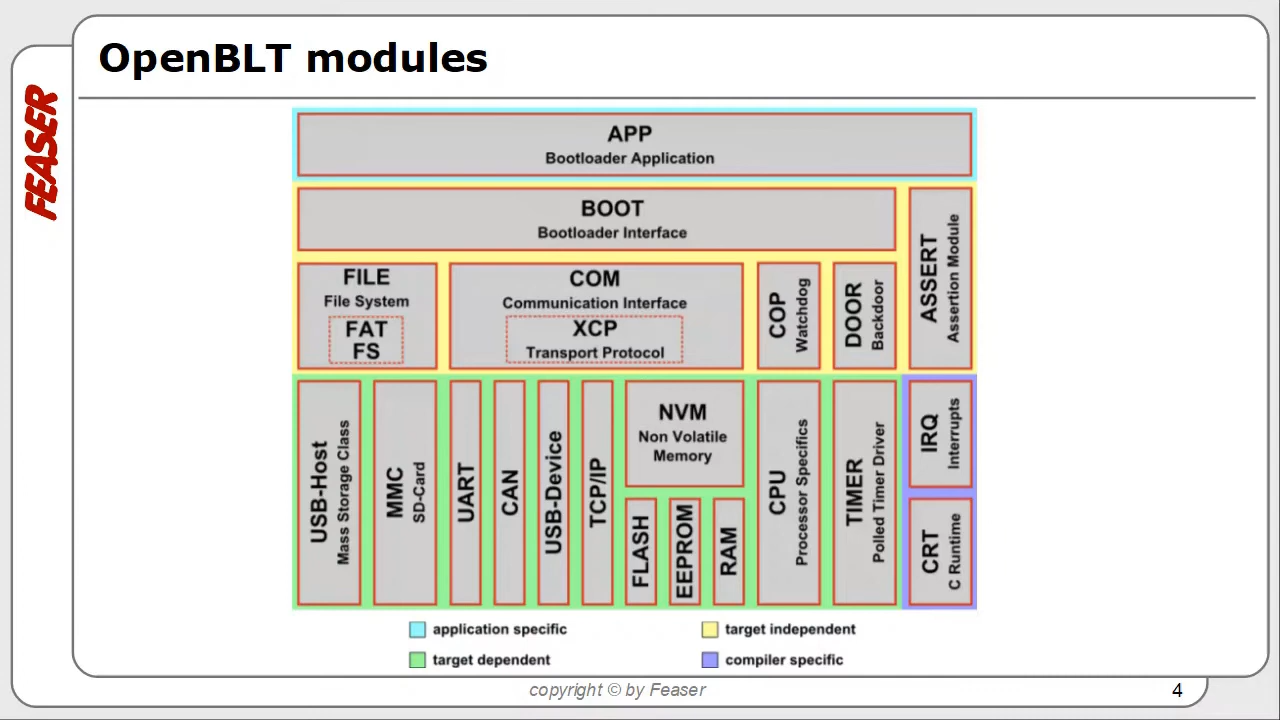 OpenBLT modules
FEASER
APP
Bootloader Application
BOOT
Bootloader Interface
ASSERT
Assertion Module
FILE
File System
FAT
FS
COM
Communication Interface
XCP
Transport Protocol
COP
Watchdog
DOOR
Backdoor
USB-Host
Mass Storage Class
MMC
SD-Card
UART
CAN
USB-Device
TCP/IP
NVM
Non Volatile
Memory
FLASH
EEPROM
RAM
CPU
Processor Specifics
TIMER
Polled Timer Driver
IRQ
Interrupts
CRT
C Runtime
application specific
target independent
target dependent
compiler specific
copyright © by Feaser
4